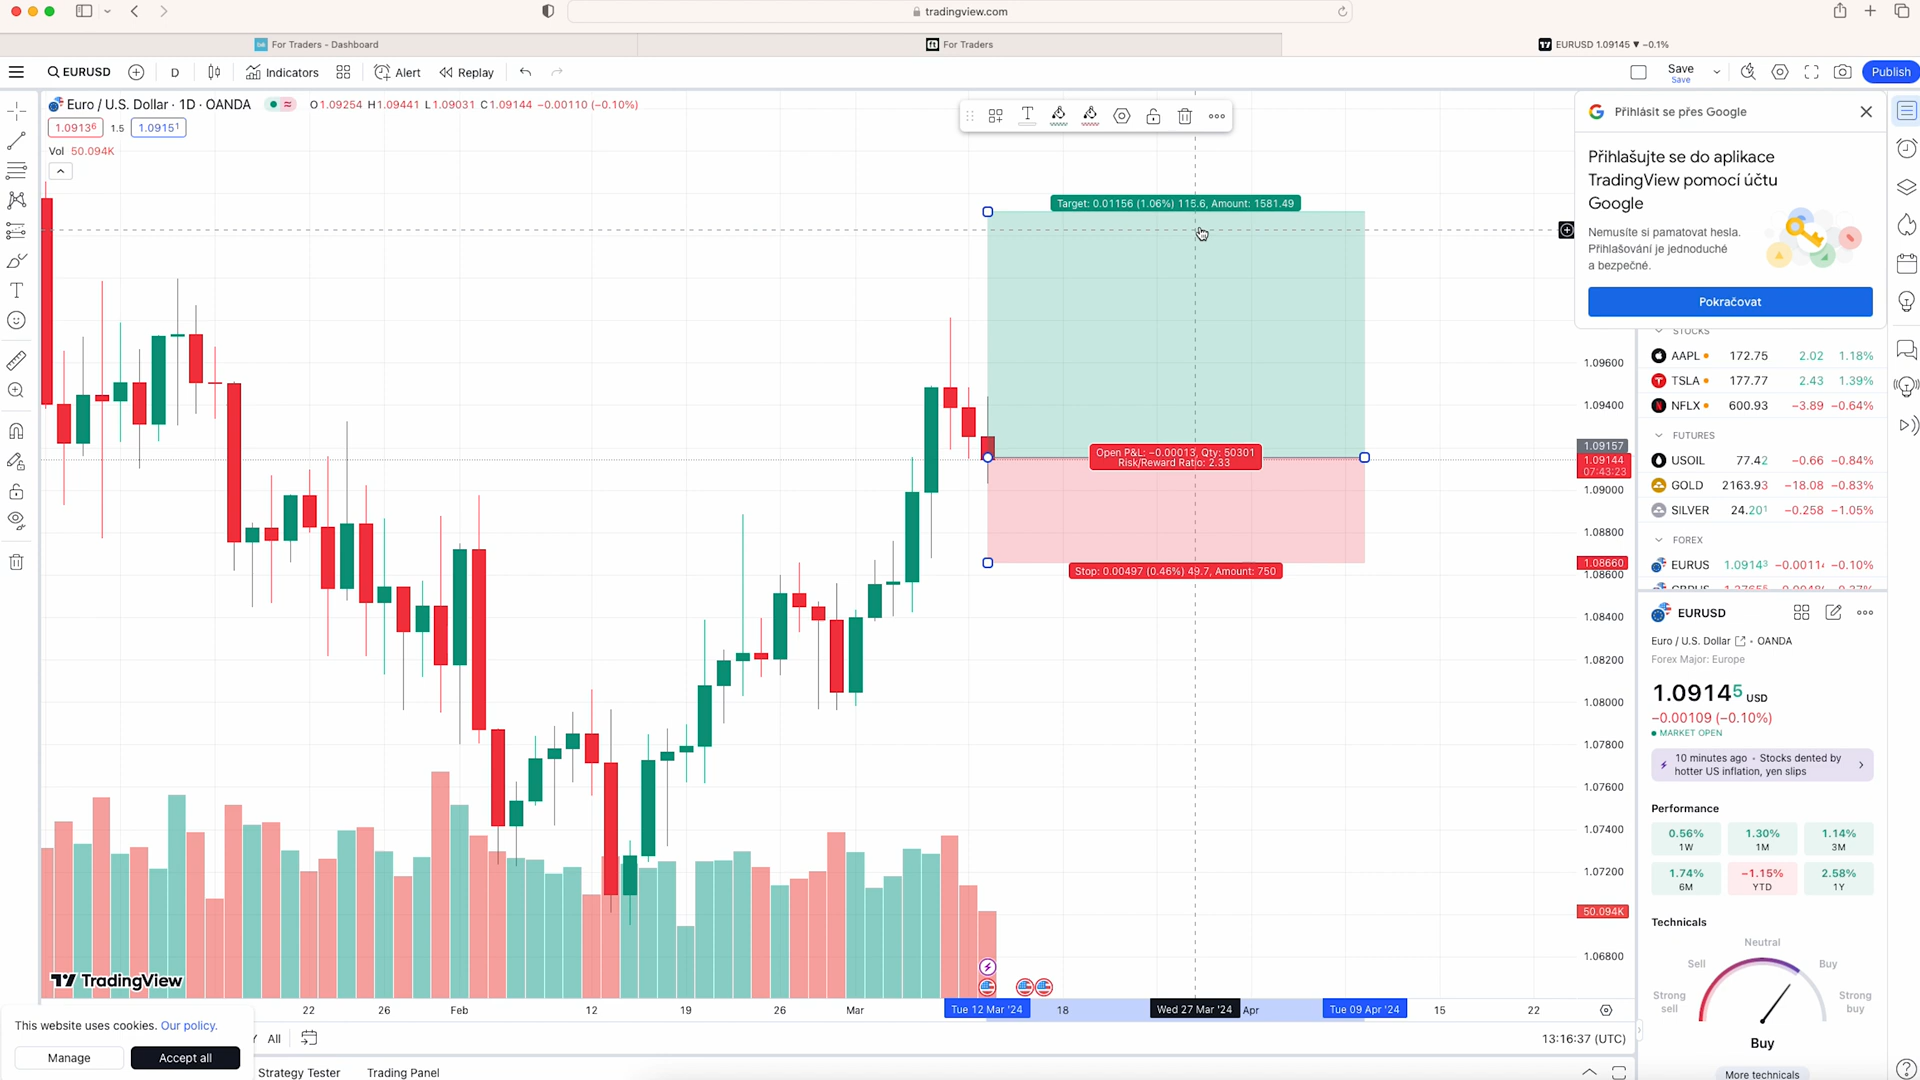 tradingview.com
For Traders - Dashboard
For Traders
EURUSD 1.09145 ▼ −0.1%
EURUSD
D
Indicators
Alert
Replay
Save
Save
Publish
Euro / U.S. Dollar · 1D · OANDA
O1.09254 H1.09441 L1.09031 C1.09144 −0.00110 (−0.10%)
1.09136
1.5
1.09151
Vol 50.094K
Target: 0.01156 (1.06%) 115.6, Amount: 1581.49
Open P&L: −0.00013, Qty: 50301
Risk/Reward Ratio: 2.33
Stop: 0.00497 (0.46%) 49.7, Amount: 750
1.09600
1.09400
1.09157
1.09144
07:43:23
1.09000
1.08800
1.08660
1.08600
1.08400
1.08200
1.08000
1.07800
1.07600
1.07400
1.07200
50.094K
1.06800
TradingView
22
26
Feb
12
19
26
Mar
Tue 12 Mar '24
18
Wed 27 Mar '24
Apr
Tue 09 Apr '24
15
22
All
13:16:37 (UTC)
Strategy Tester
Trading Panel
This website uses cookies. Our policy.
Manage
Accept all
Přihlásit se přes Google
Přihlašujte se do aplikace
TradingView pomocí účtu
Google
Nemusíte si pamatovat hesla.
Přihlašování je jednoduché
a bezpečné.
Pokračovat
STOCKS
AAPL 172.75 2.02 1.18%
TSLA 177.77 2.43 1.39%
NFLX 600.93 −3.89 −0.64%
FUTURES
USOIL 77.42 −0.66 −0.84%
GOLD 2163.93 −18.08 −0.83%
SILVER 24.201 −0.258 −1.05%
FOREX
EURUS 1.09143 −0.0011 −0.10%
EURUSD
Euro / U.S. Dollar • OANDA
Forex Major: Europe
1.09145 USD
−0.00109 (−0.10%)
MARKET OPEN
10 minutes ago • Stocks dented by
hotter US inflation, yen slips
Performance
0.56%
1W
1.30%
1M
1.14%
3M
1.74%
6M
−1.15%
YTD
2.58%
1Y
Technicals
Neutral
Sell
Buy
Strong
sell
Strong
buy
Buy
More technicals